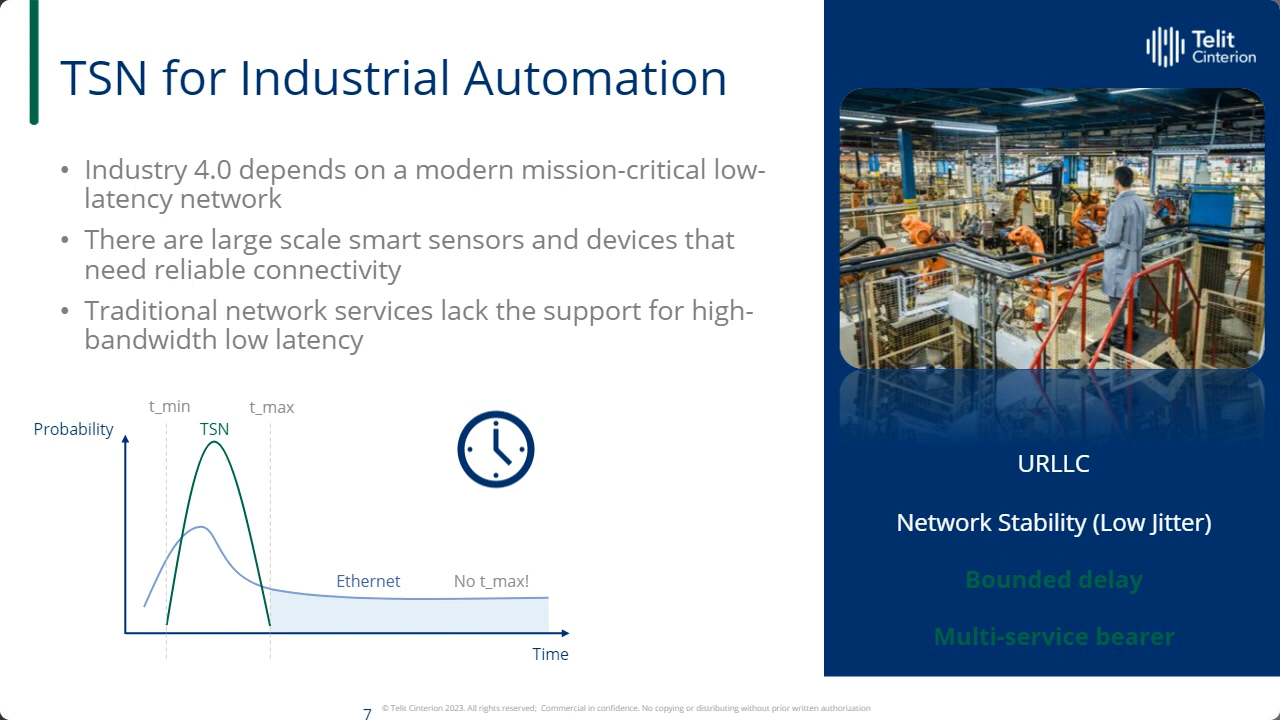 TSN for Industrial Automation
• Industry 4.0 depends on a modern mission-critical low-
latency network
• There are large scale smart sensors and devices that
need reliable connectivity
• Traditional network services lack the support for high-
bandwidth low latency
t_min
t_max
Probability
TSN
Ethernet
No t_max!
Time
Telit
Cinterion
URLLC
Network Stability (Low Jitter)
Bounded delay
Multi-service bearer
7
© Telit Cinterion 2023. All rights reserved; Commercial in confidence. No copying or distributing without prior written authorization